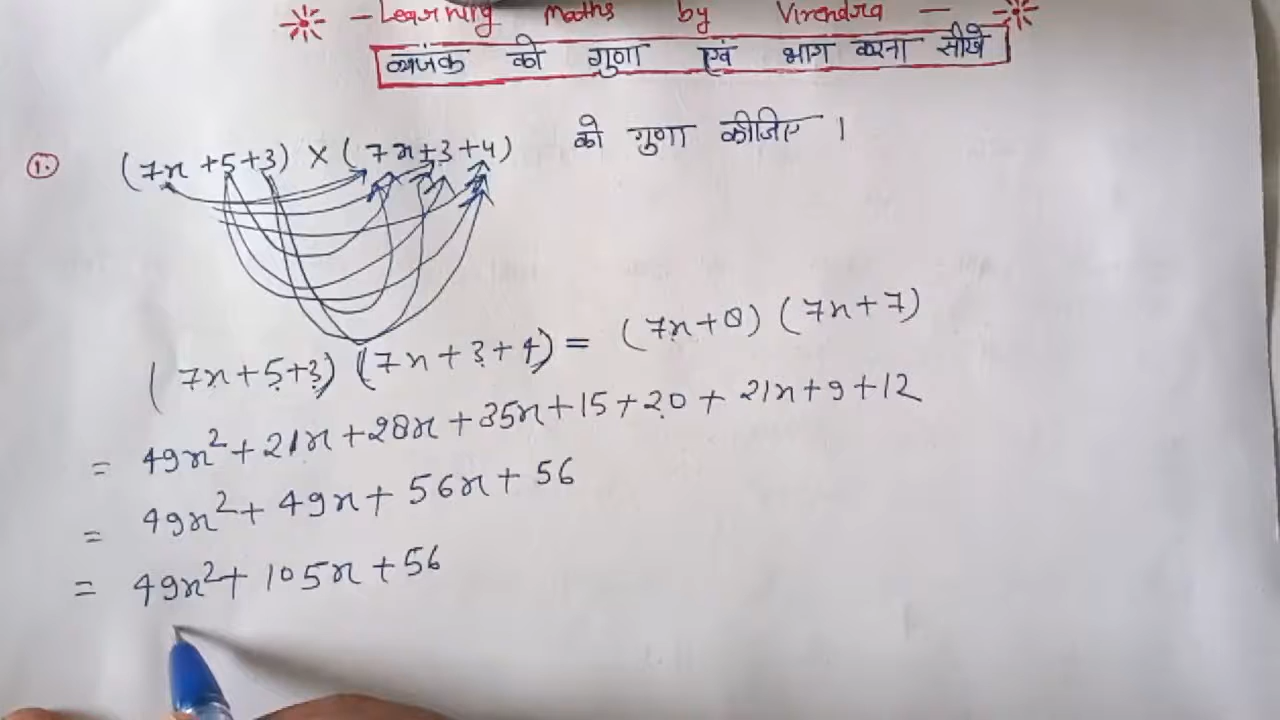 - Learning Maths by Virendra -
व्यंजक को गुणा एवं भाग करना सीखे
1. (7x+5+3) × (7x+3+4) को गुणा कीजिए।
(7x+5+3) (7x+3+4) = (7x+8) (7x+7)
= 49x²+21x+28x+35x+15+20+21x+9+12
= 49x²+49x+56x+56
= 49x²+105x+56